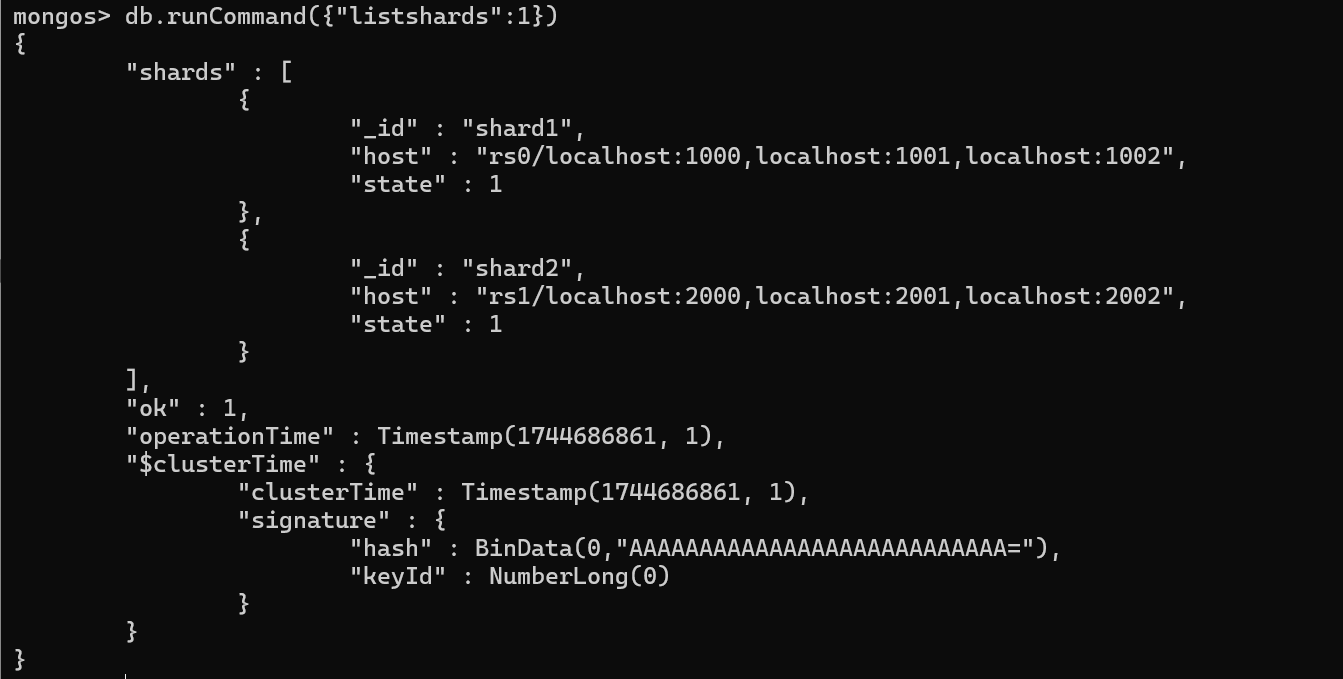 mongos> db.runCommand({"listshards":1})
{
        "shards" : [
                {
                        "_id" : "shard1",
                        "host" : "rs0/localhost:1000,localhost:1001,localhost:1002",
                        "state" : 1
                },
                {
                        "_id" : "shard2",
                        "host" : "rs1/localhost:2000,localhost:2001,localhost:2002",
                        "state" : 1
                }
        ],
        "ok" : 1,
        "operationTime" : Timestamp(1744686861, 1),
        "$clusterTime" : {
                "clusterTime" : Timestamp(1744686861, 1),
                "signature" : {
                        "hash" : BinData(0,"AAAAAAAAAAAAAAAAAAAAAAAAAAA="),
                        "keyId" : NumberLong(0)
                }
        }
}